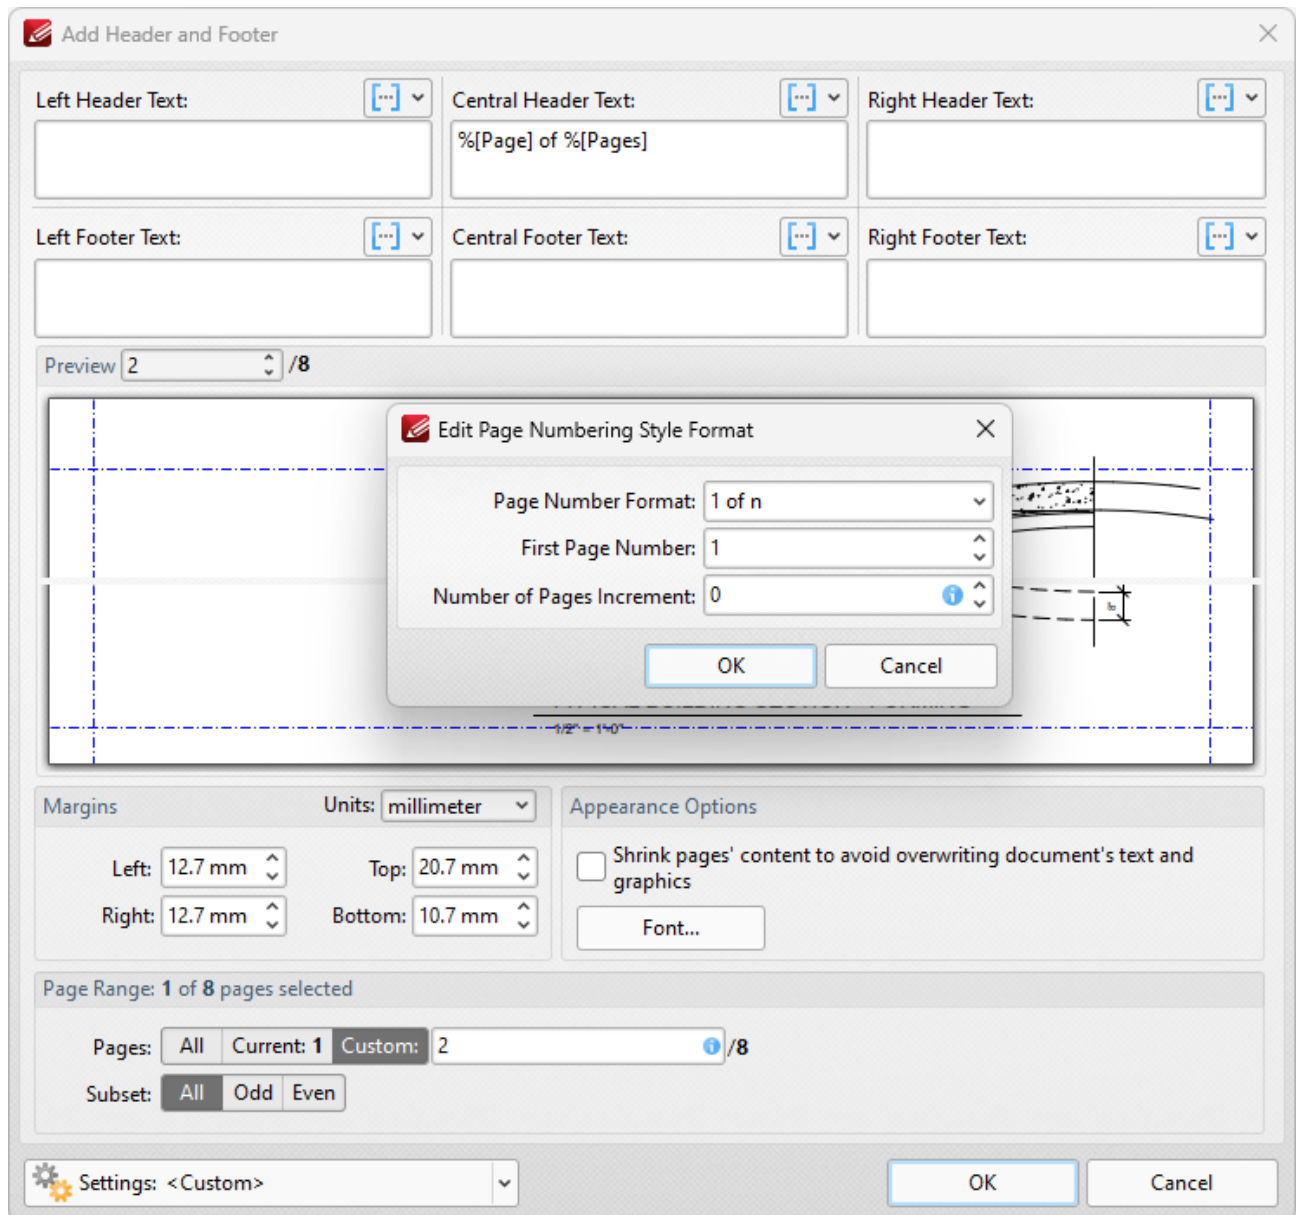 Add Header and Footer
Left Header Text:
Central Header Text:
Right Header Text:
%[Page] of %[Pages]
Left Footer Text:
Central Footer Text:
Right Footer Text:
Preview 2 /8
Edit Page Numbering Style Format
Page Number Format: 1 of n
First Page Number: 1
Number of Pages Increment: 0
OK Cancel
1/2" = 1'-0"
Margins Units: millimeter
Left: 12.7 mm Top: 20.7 mm
Right: 12.7 mm Bottom: 10.7 mm
Appearance Options
Shrink pages' content to avoid overwriting document's text and
graphics
Font...
Page Range: 1 of 8 pages selected
Pages: All Current: 1 Custom: 2 /8
Subset: All Odd Even
Settings: <Custom>
OK Cancel